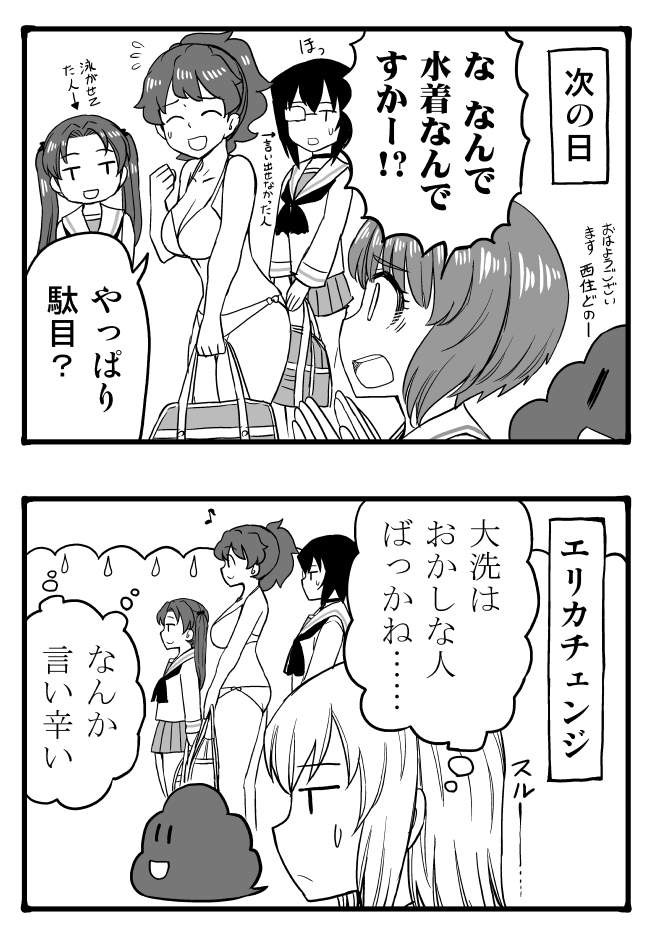 次の日
な なんで
水着なんで
すかー!?
おはようござい
ます 西住どのー
ほっ
→言い出せなかった人
泳がせて
た人→
やっぱり
駄目?
エリカチェンジ
大洗は
おかしな人
ばっかね……
スルー……
♪
なんか
言い辛い